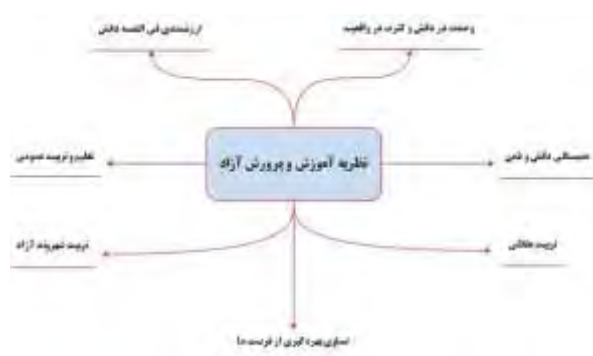 وحدت در دانش و کثرت در واقعیت
ارزشمندی فی النفسه دانش
نظریه آموزش و پرورش آزاد
همبستگی دانش و ذهن
تعلیم و تربیت عمومی
تربیت عقلانی
تربیت شهروند آزاد
تساوی بهره گیری از فرصت ها